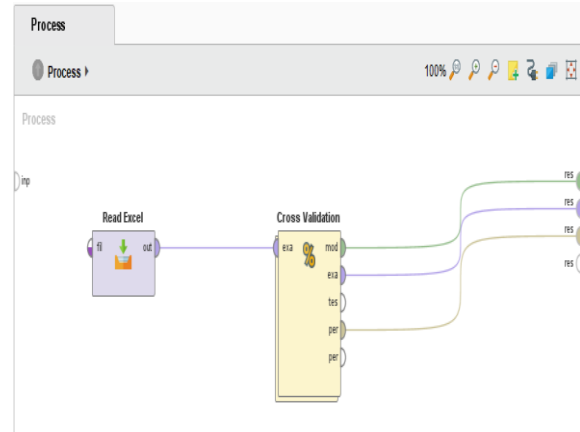 Process
Process
100%
Process
inp
res
res
res
res
Read Excel
fil
out
Cross Validation
exa
%
mod
exa
tes
per
per